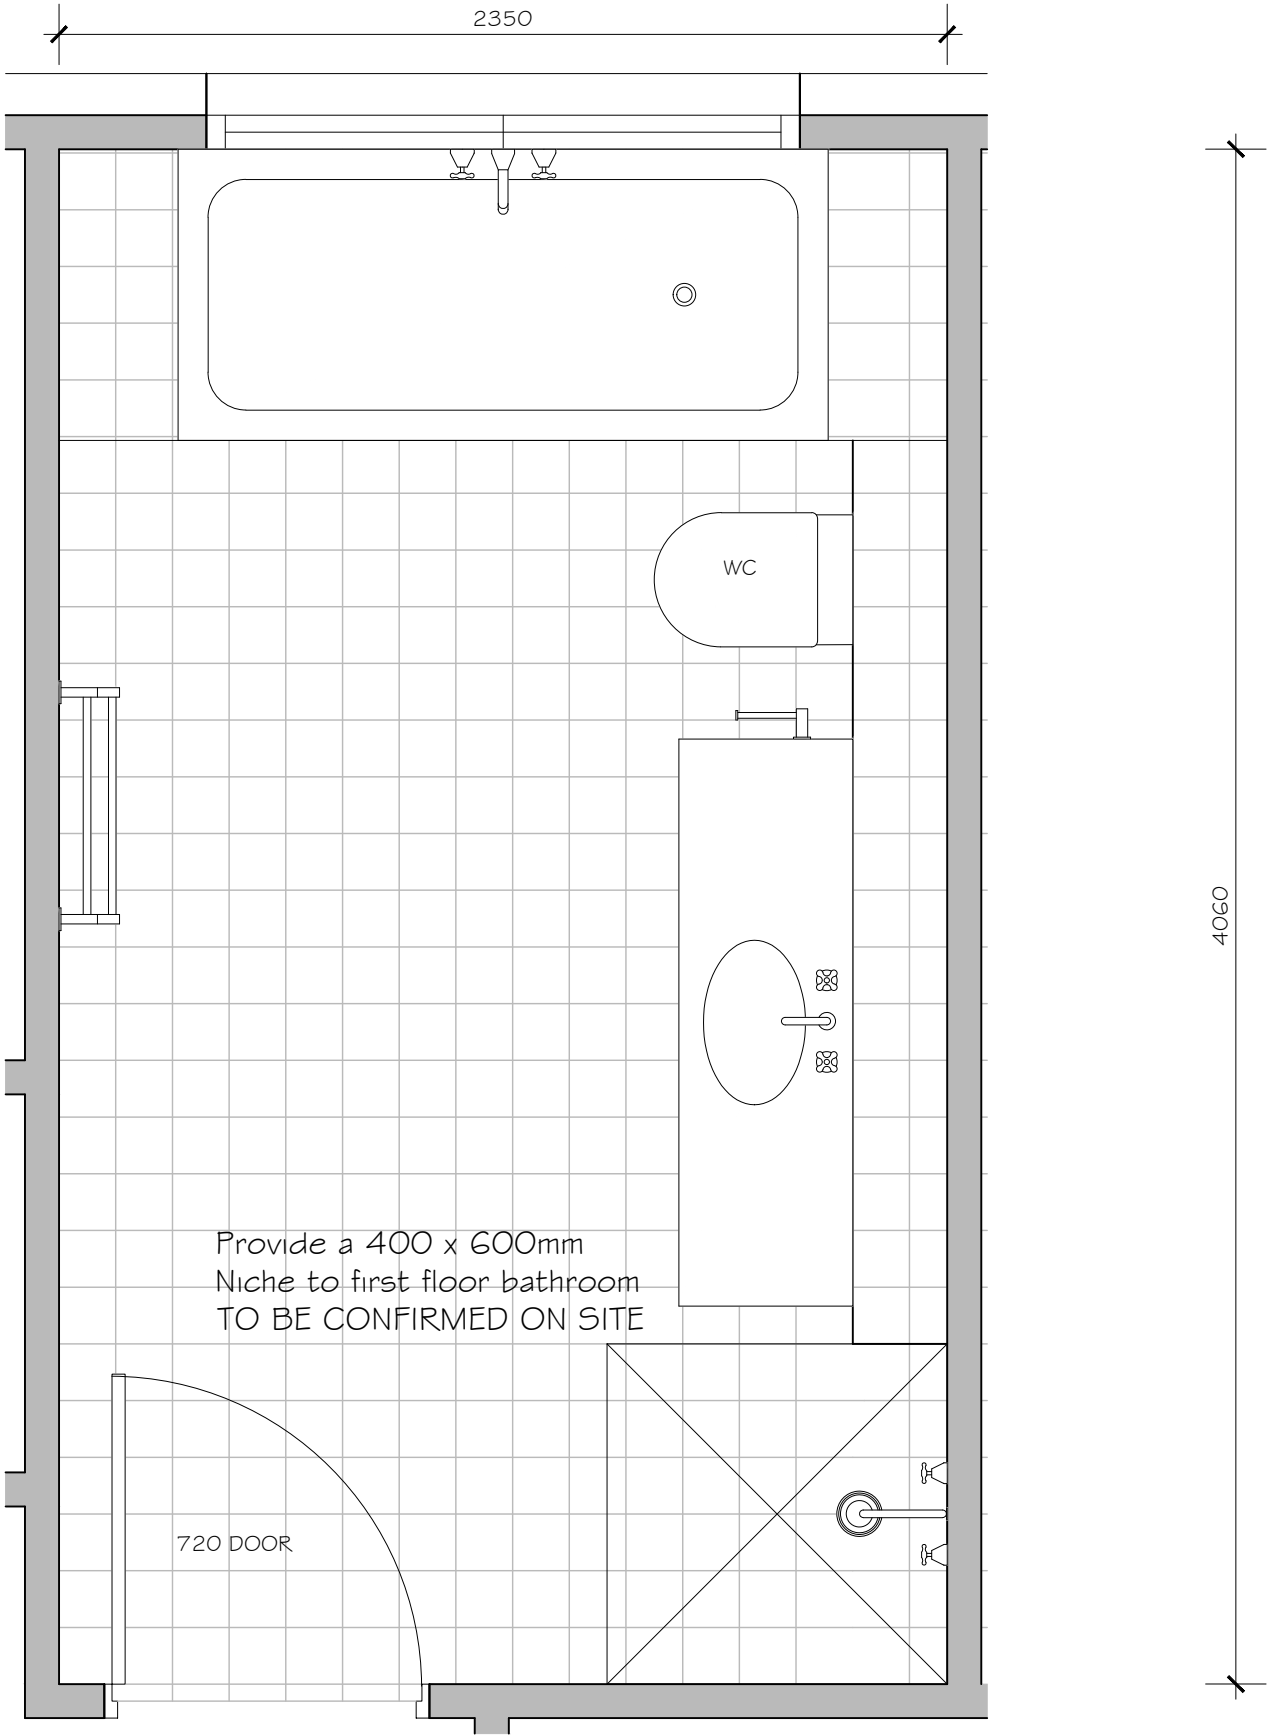 2350
WC
4060
Provide a 400 x 600mm
Niche to first floor bathroom
TO BE CONFIRMED ON SITE
720 DOOR